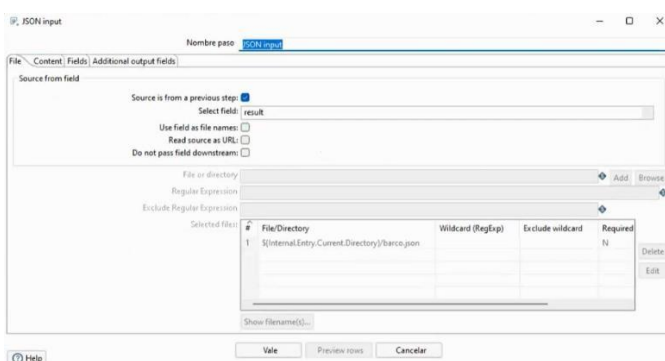 JSON input
Nombre paso JSON input
File Content Fields Additional output fields
Source from field
Source is from a previous step:
Select field: result
Use field as file names:
Read source as URL:
Do not pass field downstream:
File or directory Add Browse
Regular Expression
Exclude Regular Expression
Selected files: # File/Directory Wildcard (RegExp) Exclude wildcard Required
1 ${Internal.Entry.Current.Directory}/barco.json N
Delete
Edit
Show filename(s)...
Vale Preview rows Cancelar
Help